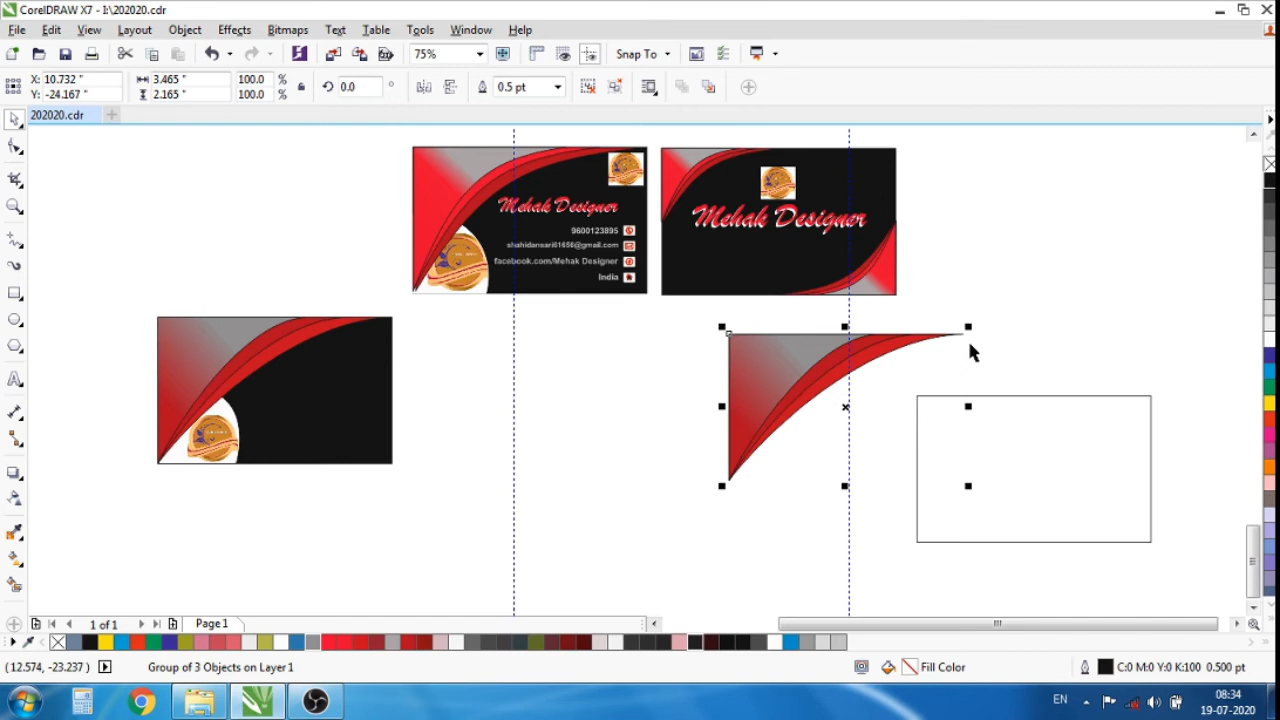 CorelDRAW X7 - I:\202020.cdr
File Edit View Layout Object Effects Bitmaps Text Table Tools Window Help
75% Snap To
X: 10.732 " 3.465 " 100.0 % 0.0 ° 0.5 pt
Y: -24.167 " 2.165 " 100.0 %
202020.cdr
Mehak Designer
9600123895
shahidansari61656@gmail.com
facebook.com/Mehak Designer
India
Mehak Designer
1 of 1 Page 1
(12.574, -23.237) Group of 3 Objects on Layer 1 Fill Color C:0 M:0 Y:0 K:100 0.500 pt
EN 08:34
19-07-2020